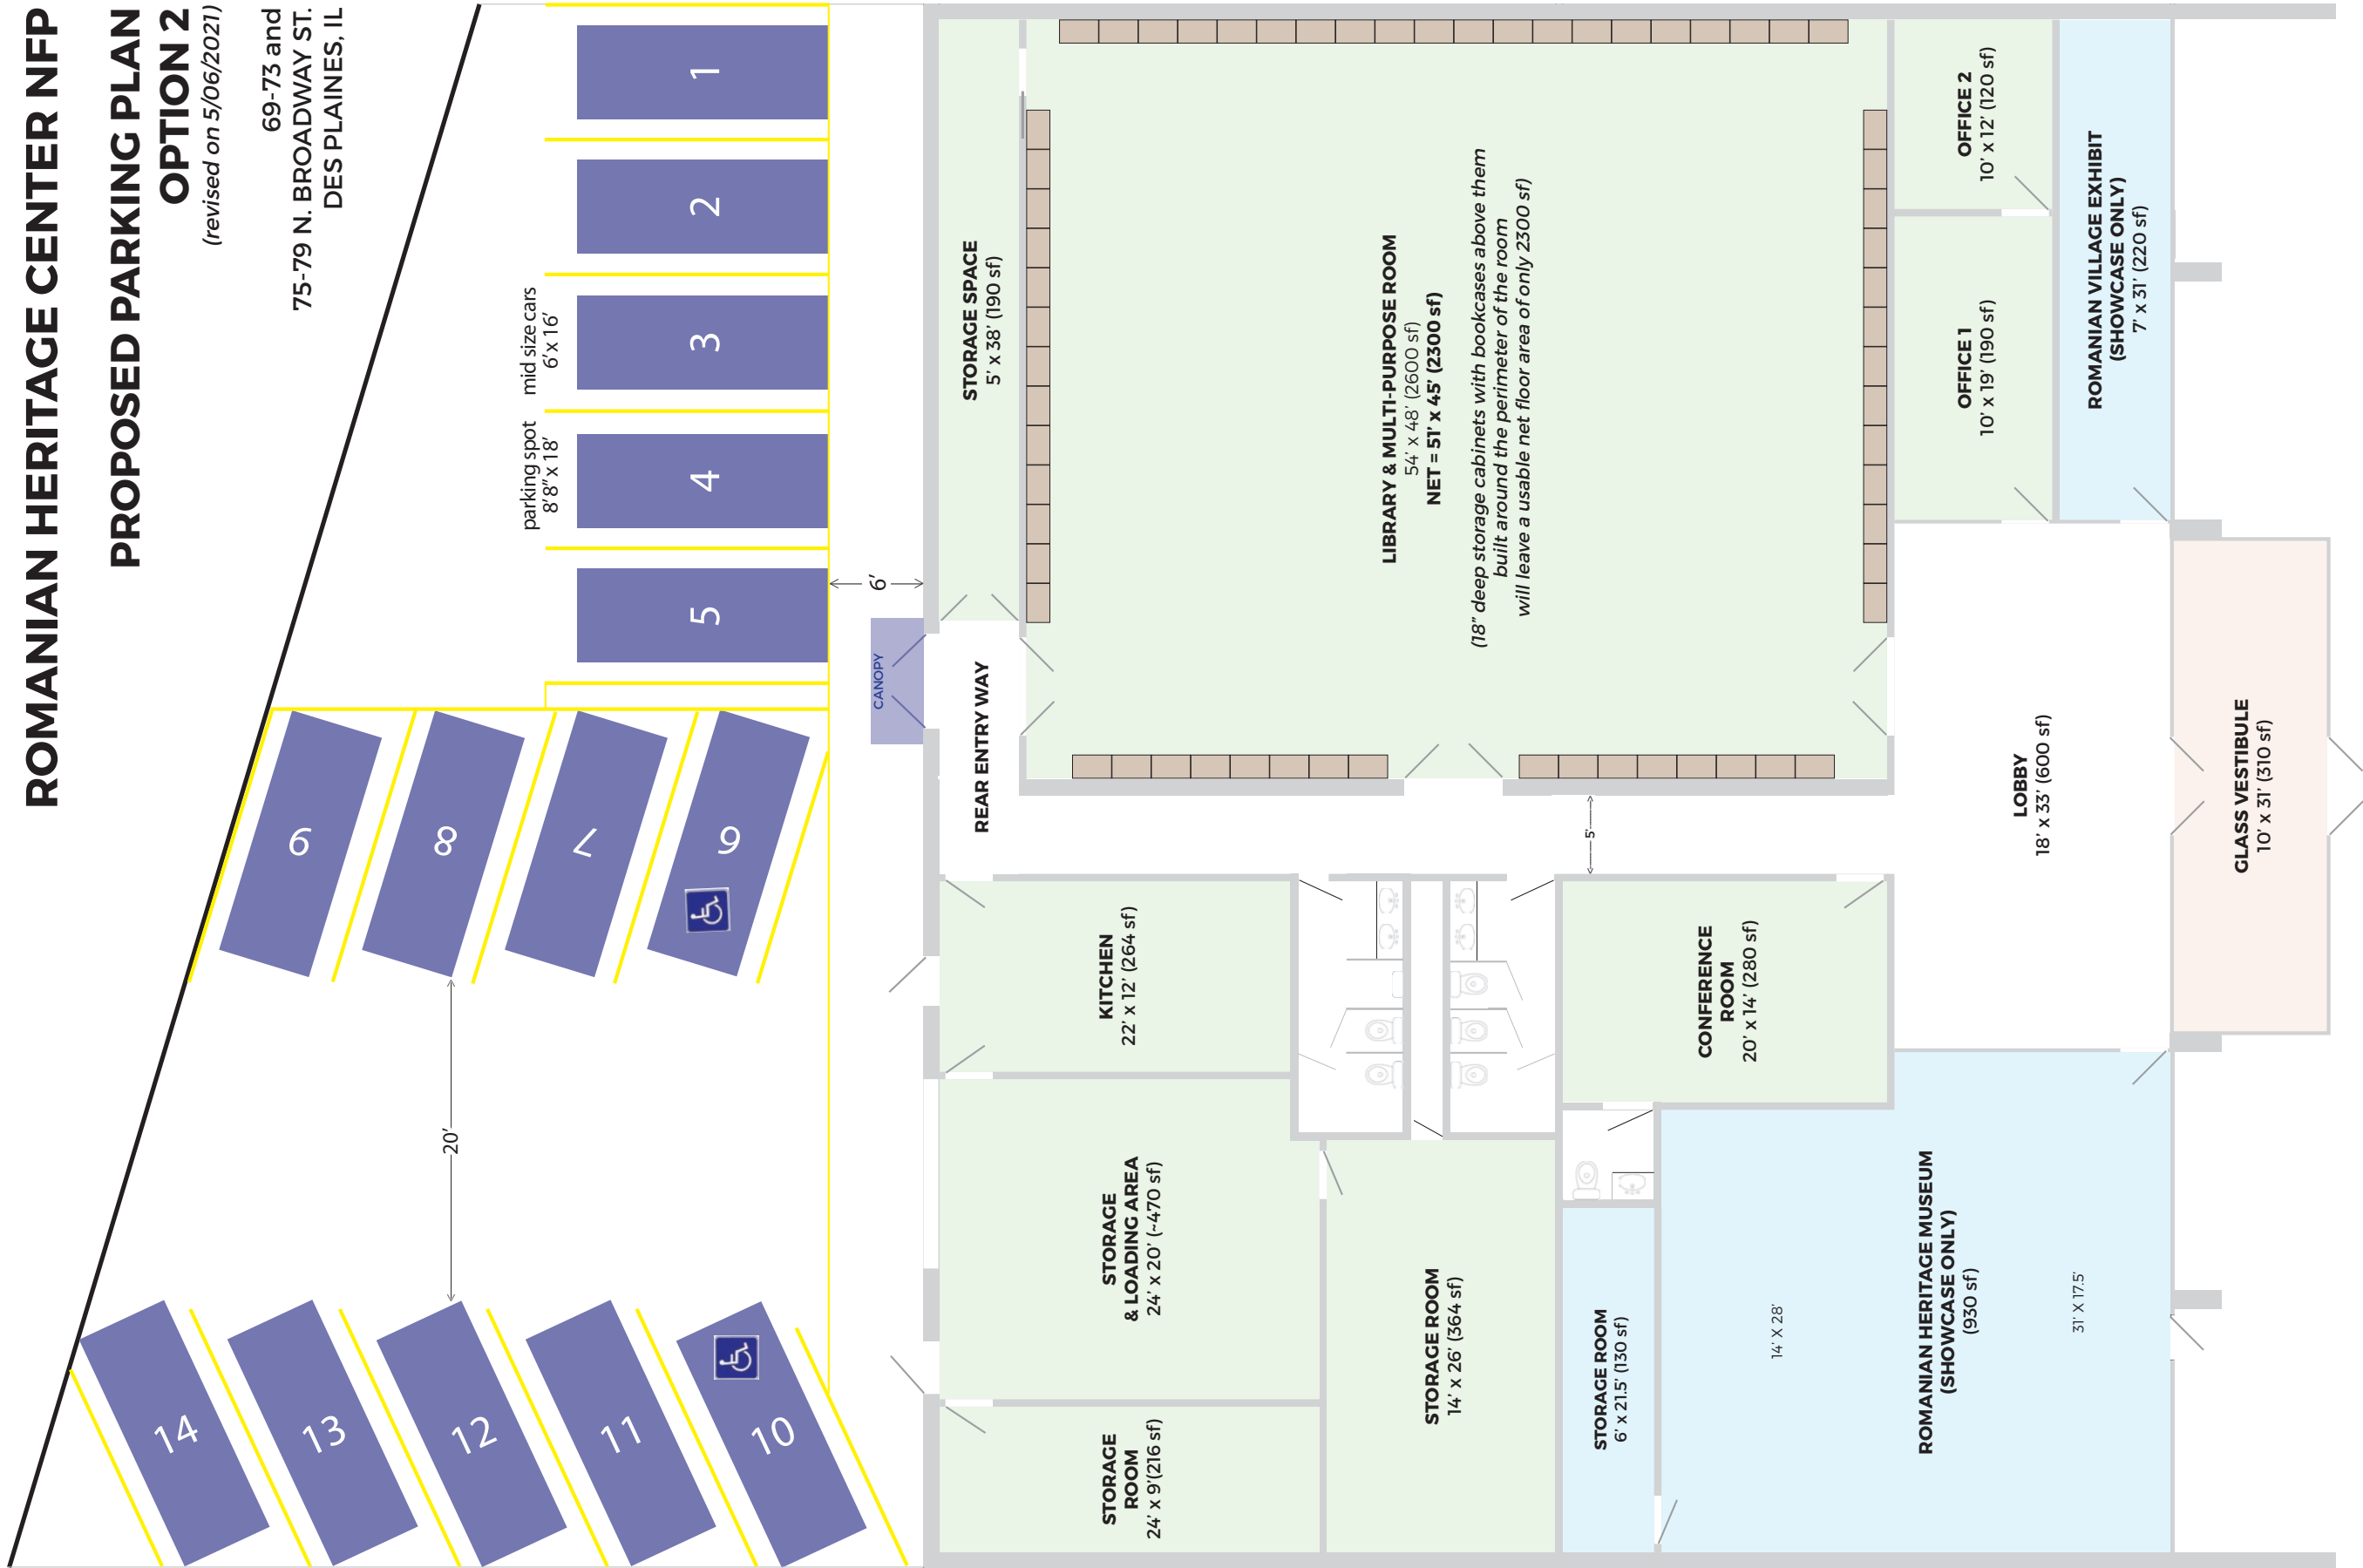 ROMANIAN HERITAGE CENTER NFP
PROPOSED PARKING PLAN
OPTION 2
(revised on 5/06/2021)
69-73 and
75-79 N. BROADWAY ST.
DES PLAINES, IL
mid size cars
6' x 16'
parking spot
8'8" x 18'
1
2
3
4
5
6
7
8
9
10
11
12
13
14
20'
6'
CANOPY
STORAGE SPACE
5' x 38' (190 sf)
REAR ENTRY WAY
LIBRARY & MULTI-PURPOSE ROOM
54' x 48' (2600 sf)
NET = 51' x 45' (2300 sf)
(18" deep storage cabinets with bookcases above them
built around the perimeter of the room
will leave a usable net floor area of only 2300 sf)
OFFICE 2
10' x 12' (120 sf)
OFFICE 1
10' x 19' (190 sf)
ROMANIAN VILLAGE EXHIBIT
(SHOWCASE ONLY)
7' x 31' (220 sf)
5'
KITCHEN
22' x 12' (264 sf)
CONFERENCE
ROOM
20' x 14' (280 sf)
LOBBY
18' x 33' (600 sf)
GLASS VESTIBULE
10' x 31' (310 sf)
STORAGE
& LOADING AREA
24' x 20' (~470 sf)
STORAGE
ROOM
24' x 9'(216 sf)
STORAGE ROOM
14' x 26' (364 sf)
STORAGE ROOM
6' x 21.5' (130 sf)
14' X 28'
ROMANIAN HERITAGE MUSEUM
(SHOWCASE ONLY)
(930 sf)
31' X 17.5'